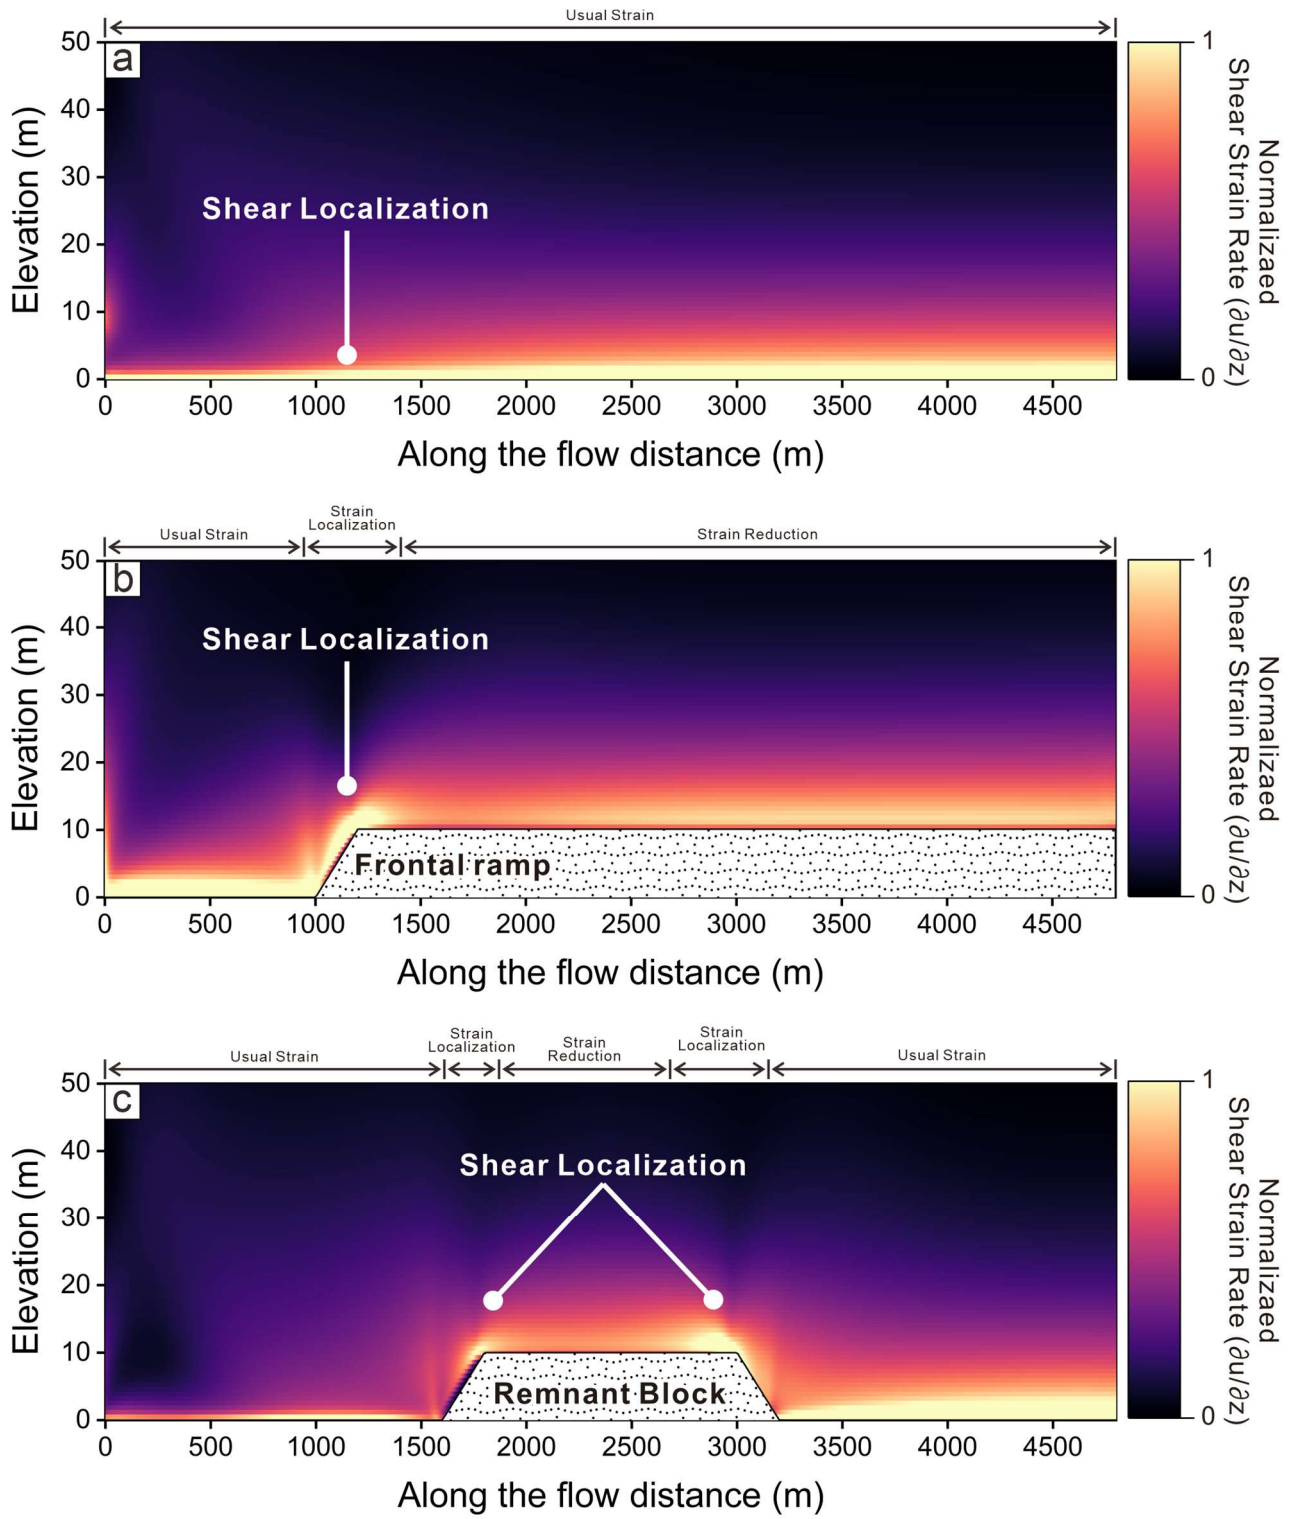 Usual Strain
a
50
40
30
20
10
0
Elevation (m)
Shear Localization
0 500 1000 1500 2000 2500 3000 3500 4000 4500
Along the flow distance (m)
1
0
Normalizaed
Shear Strain Rate (∂u/∂z)
Usual Strain
Strain
Localization
Strain Reduction
b
50
40
30
20
10
0
Elevation (m)
Shear Localization
Frontal ramp
0 500 1000 1500 2000 2500 3000 3500 4000 4500
Along the flow distance (m)
1
0
Normalizaed
Shear Strain Rate (∂u/∂z)
Usual Strain
Strain
Localization
Strain
Reduction
Strain
Localization
Usual Strain
c
50
40
30
20
10
0
Elevation (m)
Shear Localization
Remnant Block
0 500 1000 1500 2000 2500 3000 3500 4000 4500
Along the flow distance (m)
1
0
Normalizaed
Shear Strain Rate (∂u/∂z)